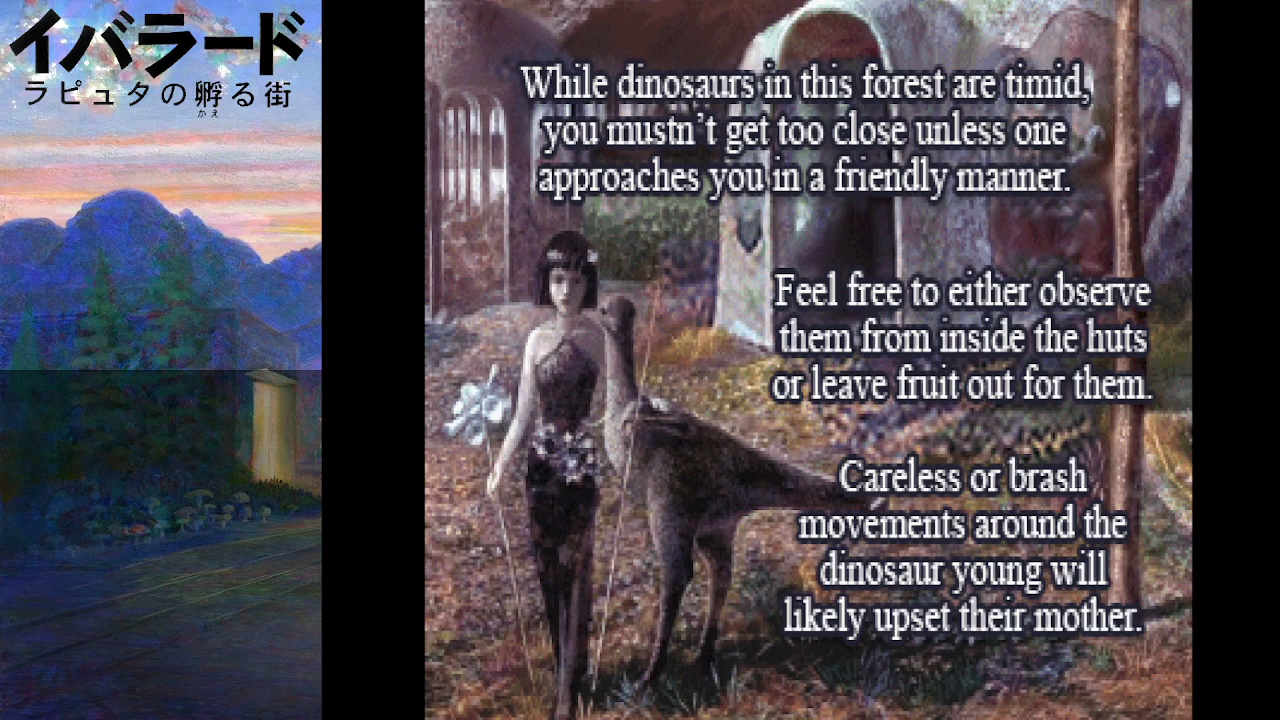 イバラード
ラピュタの孵る街
かえ
While dinosaurs in this forest are timid,
you mustn't get too close unless one
approaches you in a friendly manner.
Feel free to either observe
them from inside the huts
or leave fruit out for them.
Careless or brash
movements around the
dinosaur young will
likely upset their mother.